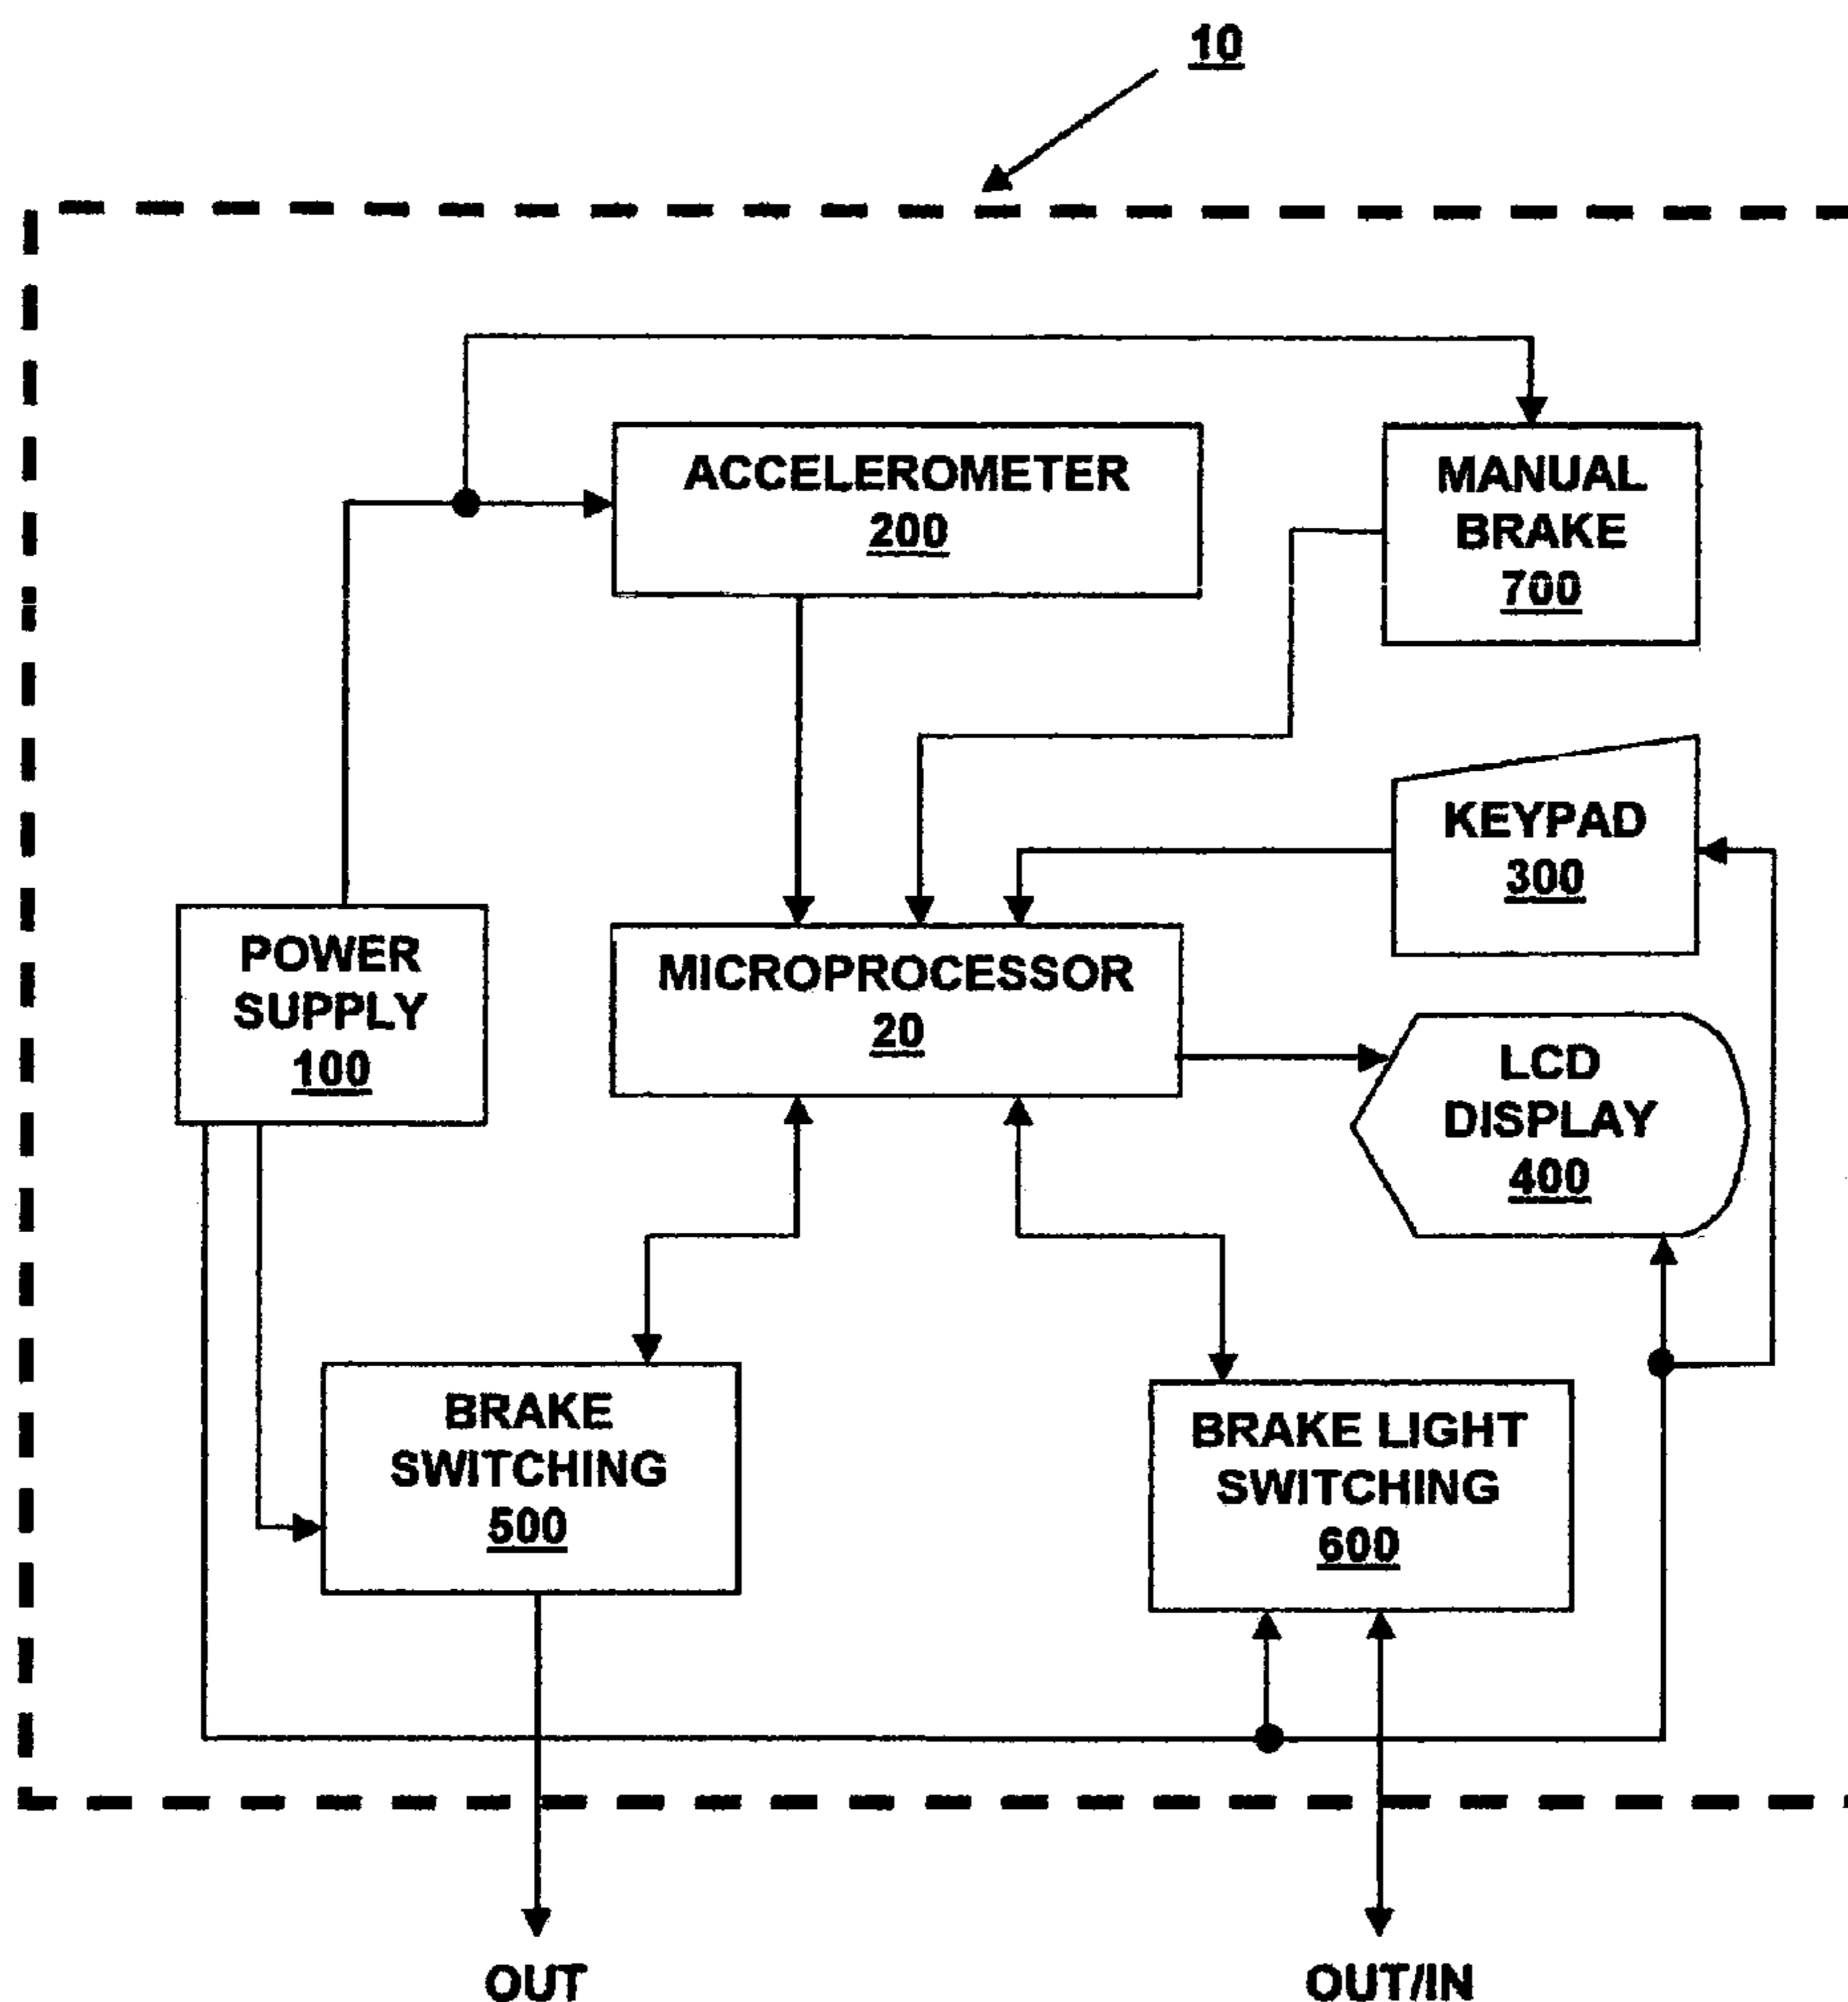 10
ACCELEROMETER
200
MANUAL
BRAKE
700
KEYPAD
300
POWER
SUPPLY
100
MICROPROCESSOR
20
LCD
DISPLAY
400
BRAKE
SWITCHING
500
BRAKE LIGHT
SWITCHING
600
OUT
OUT/IN